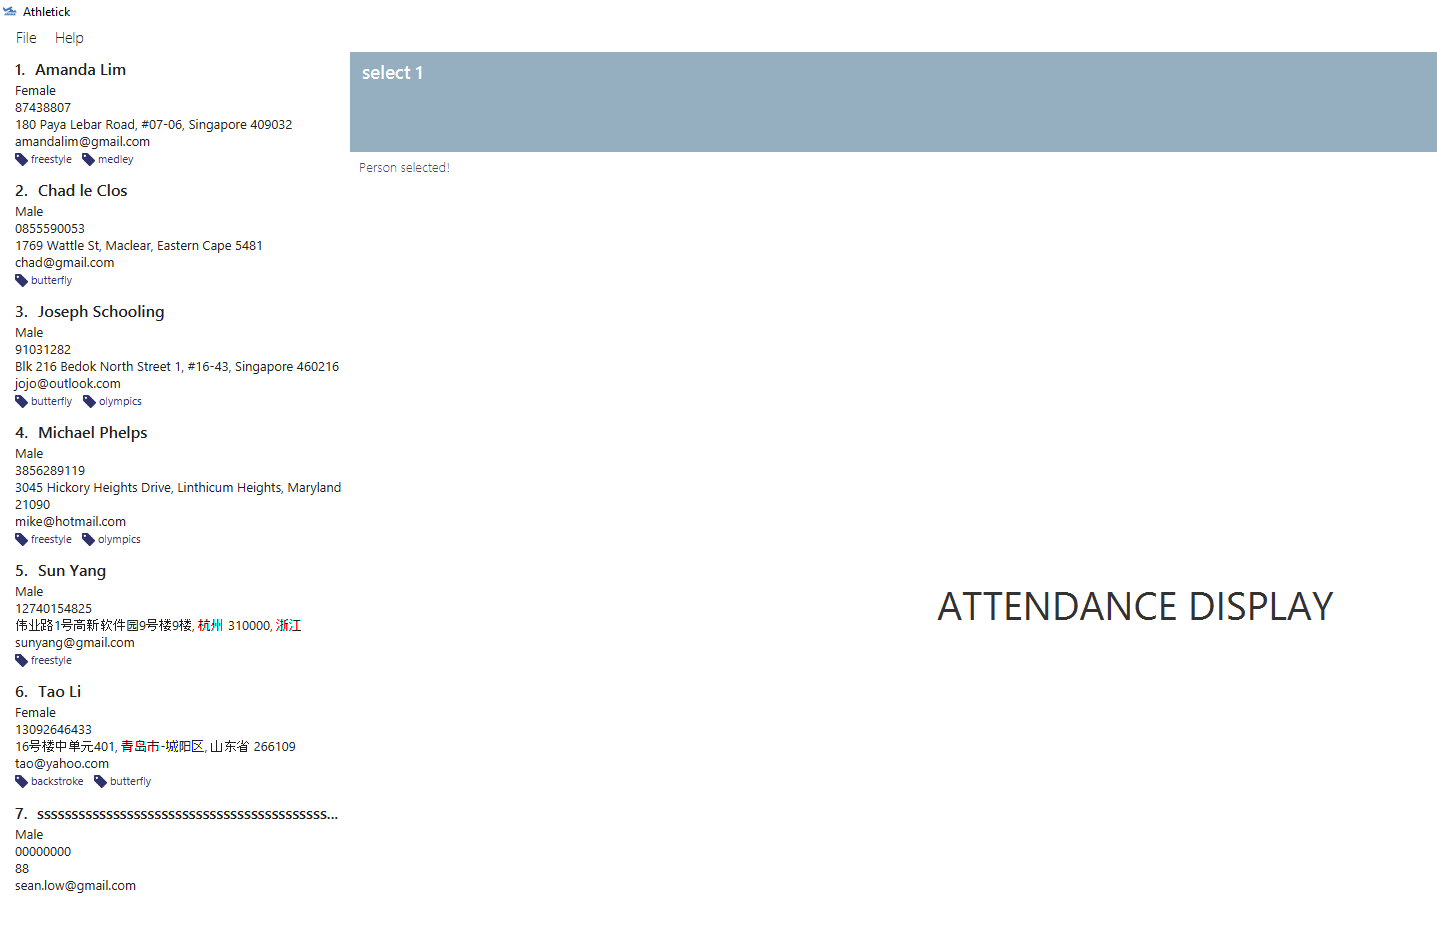 Athletick
File Help
1. Amanda Lim
Female
87438807
180 Paya Lebar Road, #07-06, Singapore 409032
amandalim@gmail.com
freestyle medley
2. Chad le Clos
Male
0855590053
1769 Wattle St, Maclear, Eastern Cape 5481
chad@gmail.com
butterfly
3. Joseph Schooling
Male
91031282
Blk 216 Bedok North Street 1, #16-43, Singapore 460216
jojo@outlook.com
butterfly olympics
4. Michael Phelps
Male
3856289119
3045 Hickory Heights Drive, Linthicum Heights, Maryland
21090
mike@hotmail.com
freestyle olympics
5. Sun Yang
Male
12740154825
伟业路1号高新软件园9号楼9楼, 杭州 310000, 浙江
sunyang@gmail.com
freestyle
6. Tao Li
Female
13092646433
16号楼中单元401, 青岛市-城阳区, 山东省 266109
tao@yahoo.com
backstroke butterfly
7. ssssssssssssssssssssssssssssssssssssssssss...
Male
00000000
88
sean.low@gmail.com
select 1
Person selected!
ATTENDANCE DISPLAY